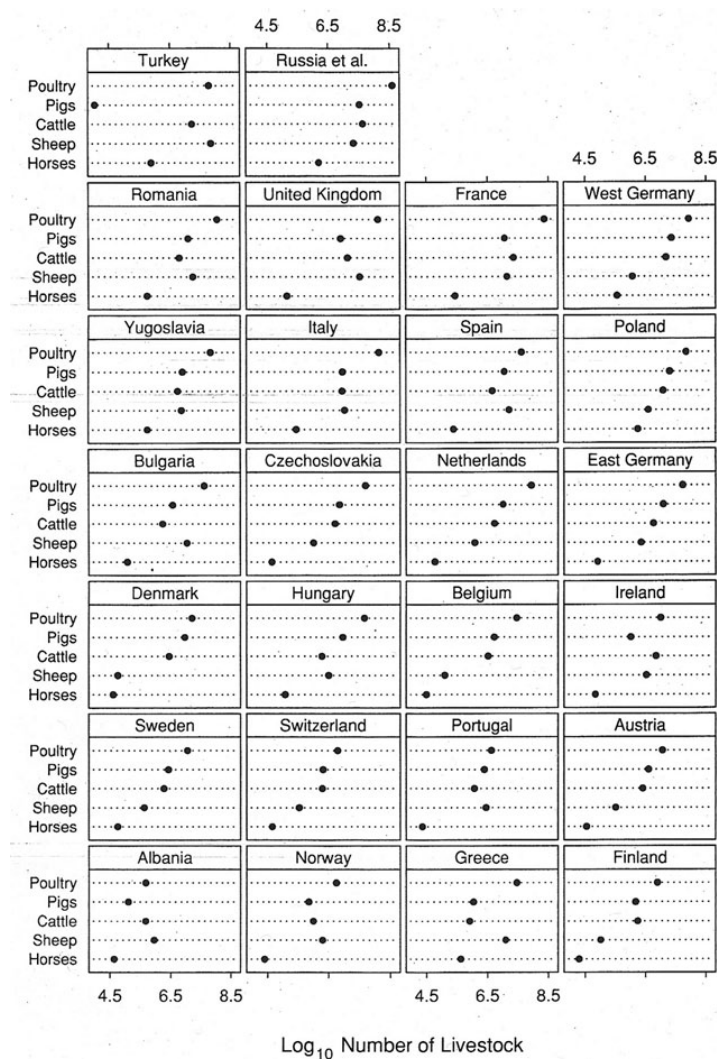 4.5 6.5 8.5
Turkey Russia et al.
Poultry
Pigs
Cattle
Sheep
Horses
4.5 6.5 8.5
Romania United Kingdom France West Germany
Poultry
Pigs
Cattle
Sheep
Horses
Yugoslavia Italy Spain Poland
Poultry
Pigs
Cattle
Sheep
Horses
Bulgaria Czechoslovakia Netherlands East Germany
Poultry
Pigs
Cattle
Sheep
Horses
Denmark Hungary Belgium Ireland
Poultry
Pigs
Cattle
Sheep
Horses
Sweden Switzerland Portugal Austria
Poultry
Pigs
Cattle
Sheep
Horses
Albania Norway Greece Finland
Poultry
Pigs
Cattle
Sheep
Horses
4.5 6.5 8.5 4.5 6.5 8.5
Log10 Number of Livestock